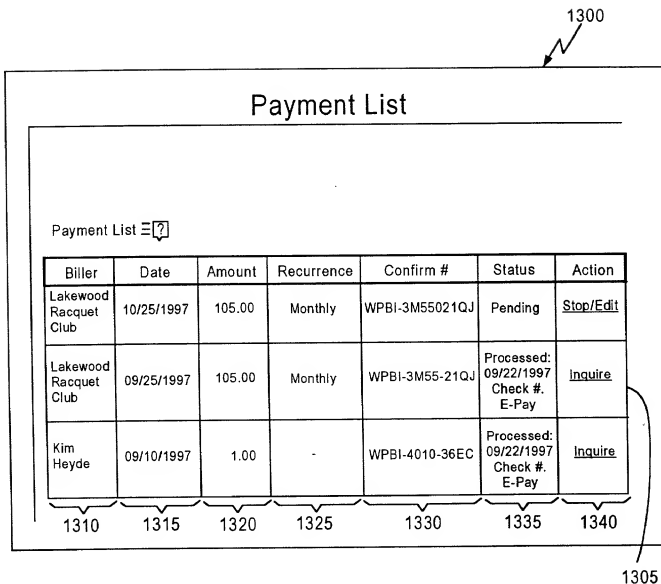 1300
Payment List
Payment List ☰ ?
Biller Date Amount Recurrence Confirm # Status Action
Lakewood Racquet Club 10/25/1997 105.00 Monthly WPBI-3M55021QJ Pending Stop/Edit
Lakewood Racquet Club 09/25/1997 105.00 Monthly WPBI-3M55-21QJ Processed: 09/22/1997 Check #. E-Pay Inquire
Kim Heyde 09/10/1997 1.00 - WPBI-4010-36EC Processed: 09/22/1997 Check #. E-Pay Inquire
1310 1315 1320 1325 1330 1335 1340
1305